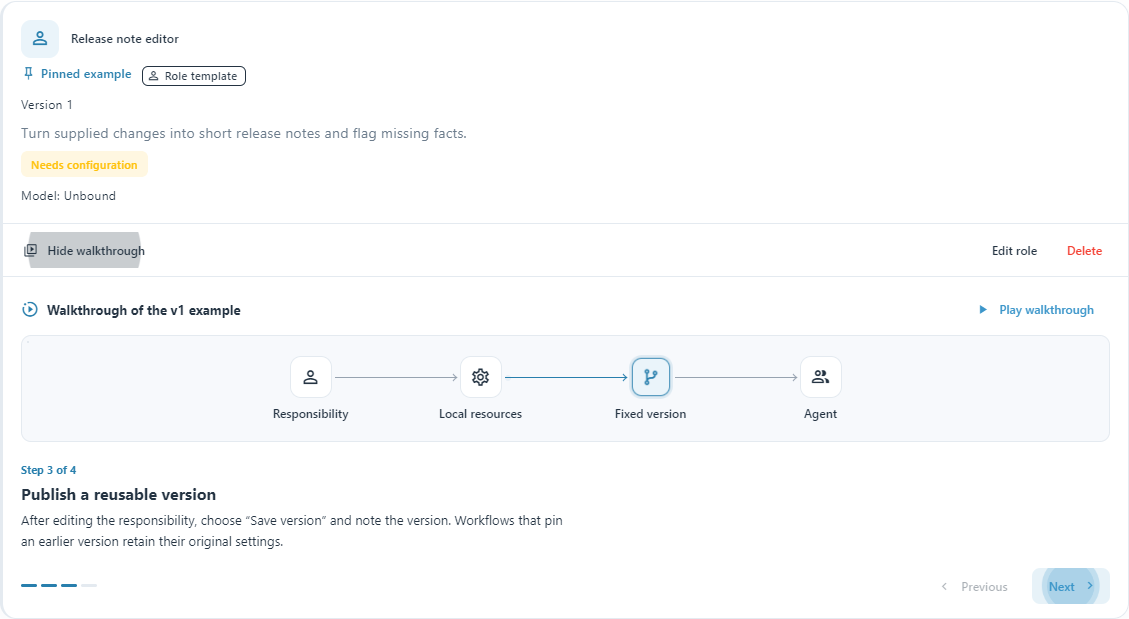 Release note editor
Pinned example
Role template
Version 1
Turn supplied changes into short release notes and flag missing facts.
Needs configuration
Model: Unbound
Hide walkthrough
Edit role
Delete
Walkthrough of the v1 example
Play walkthrough
Responsibility
Local resources
Fixed version
Agent
Step 3 of 4
Publish a reusable version
After editing the responsibility, choose “Save version” and note the version. Workflows that pin
an earlier version retain their original settings.
Previous
Next